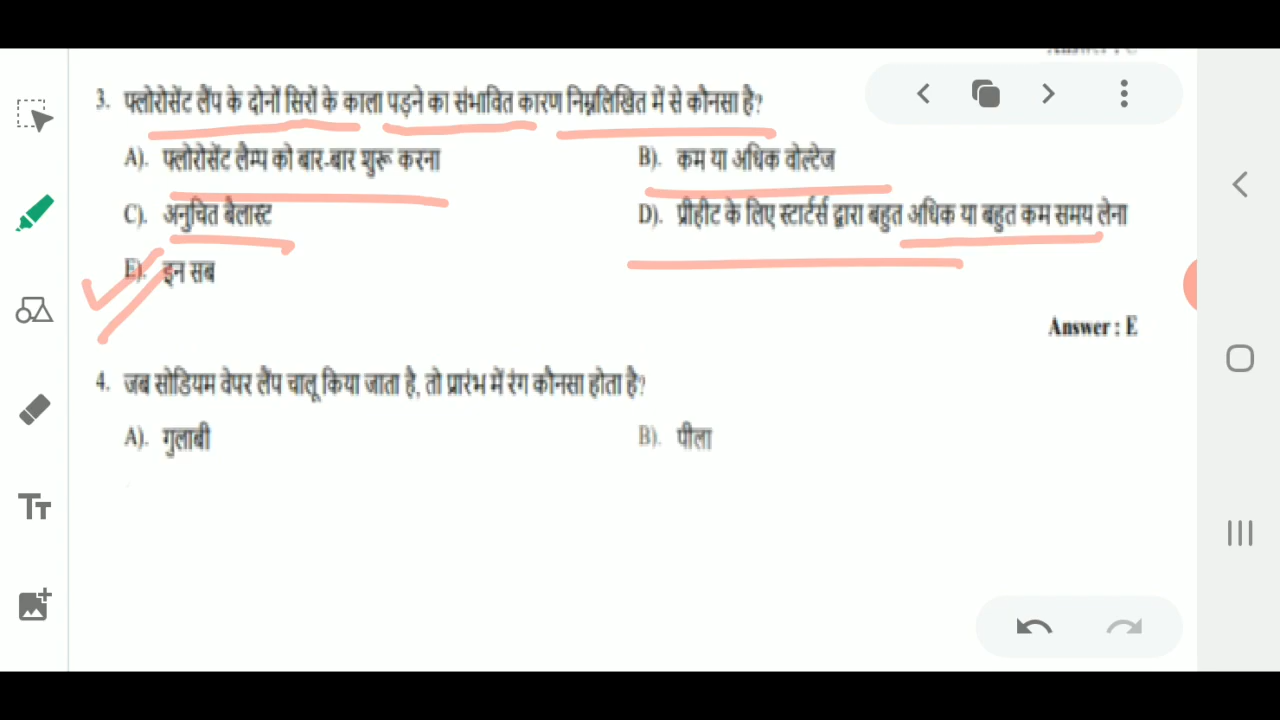 3. फ्लोरोसेंट लैंप के दोनों सिरों के काला पड़ने का संभावित कारण निम्नलिखित में से कौनसा है?
A). फ्लोरोसेंट लैम्प को बार-बार शुरू करना B). कम या अधिक वोल्टेज
C). अनुचित बैलास्ट D). प्रीहीट के लिए स्टार्टर्स द्वारा बहुत अधिक या बहुत कम समय लेना
E). इन सब
Answer : E
4. जब सोडियम वेपर लैंप चालू किया जाता है, तो प्रारंभ में रंग कौनसा होता है?
A). गुलाबी B). पीला
Tт